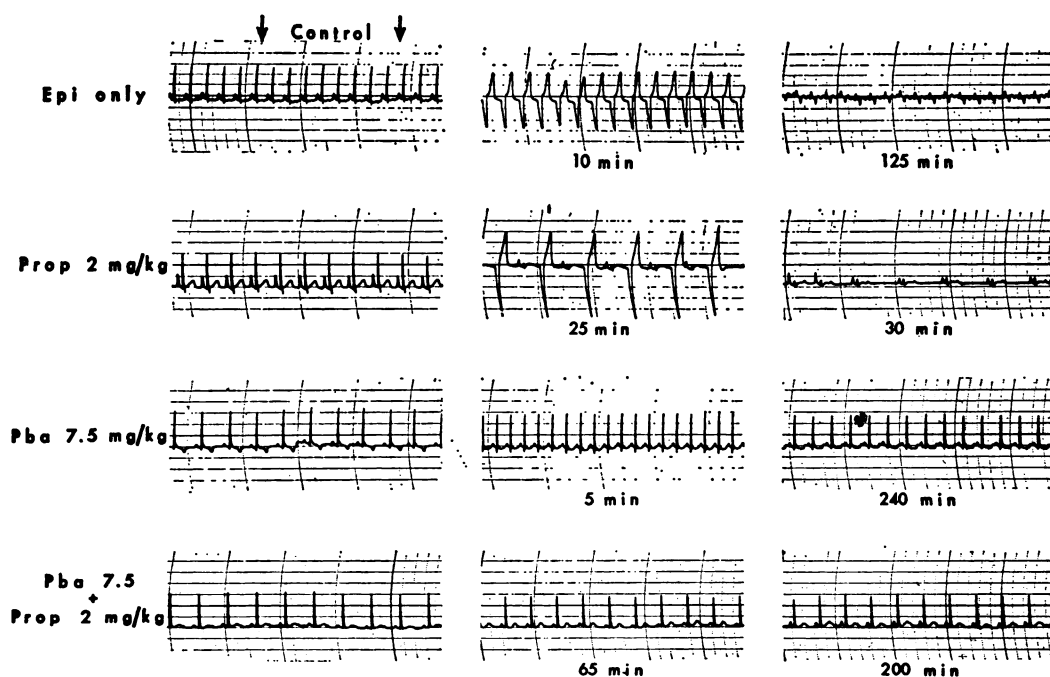 Control
Epi only
10 min
125 min
Prop 2 mg/kg
25 min
30 min
Pba 7.5 mg/kg
5 min
240 min
Pba 7.5
+
Prop 2 mg/kg
65 min
200 min